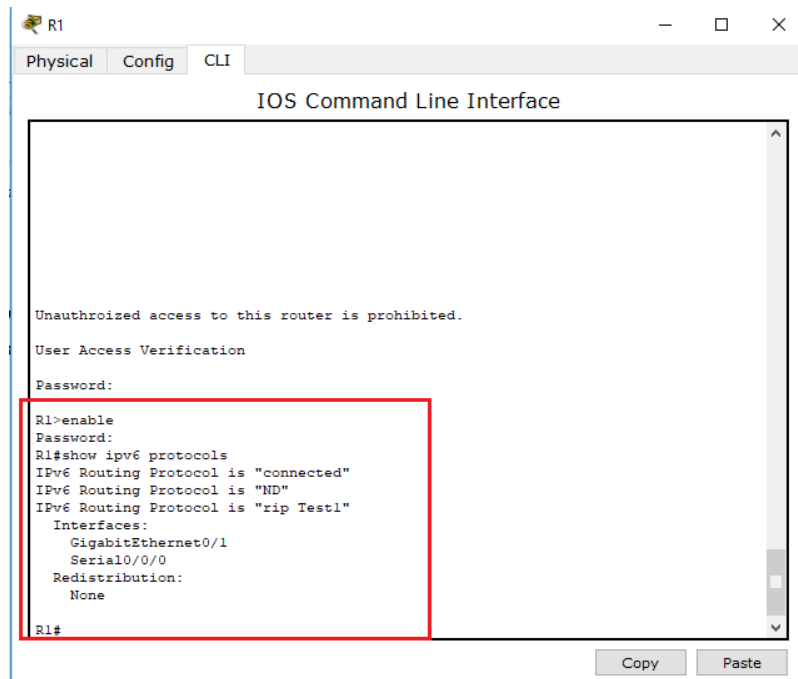 R1
Physical Config CLI
IOS Command Line Interface
Unauthroized access to this router is prohibited.
User Access Verification
Password:
R1>enable
Password:
R1#show ipv6 protocols
IPv6 Routing Protocol is "connected"
IPv6 Routing Protocol is "ND"
IPv6 Routing Protocol is "rip Test1"
Interfaces:
GigabitEthernet0/1
Serial0/0/0
Redistribution:
None
R1#
Copy Paste